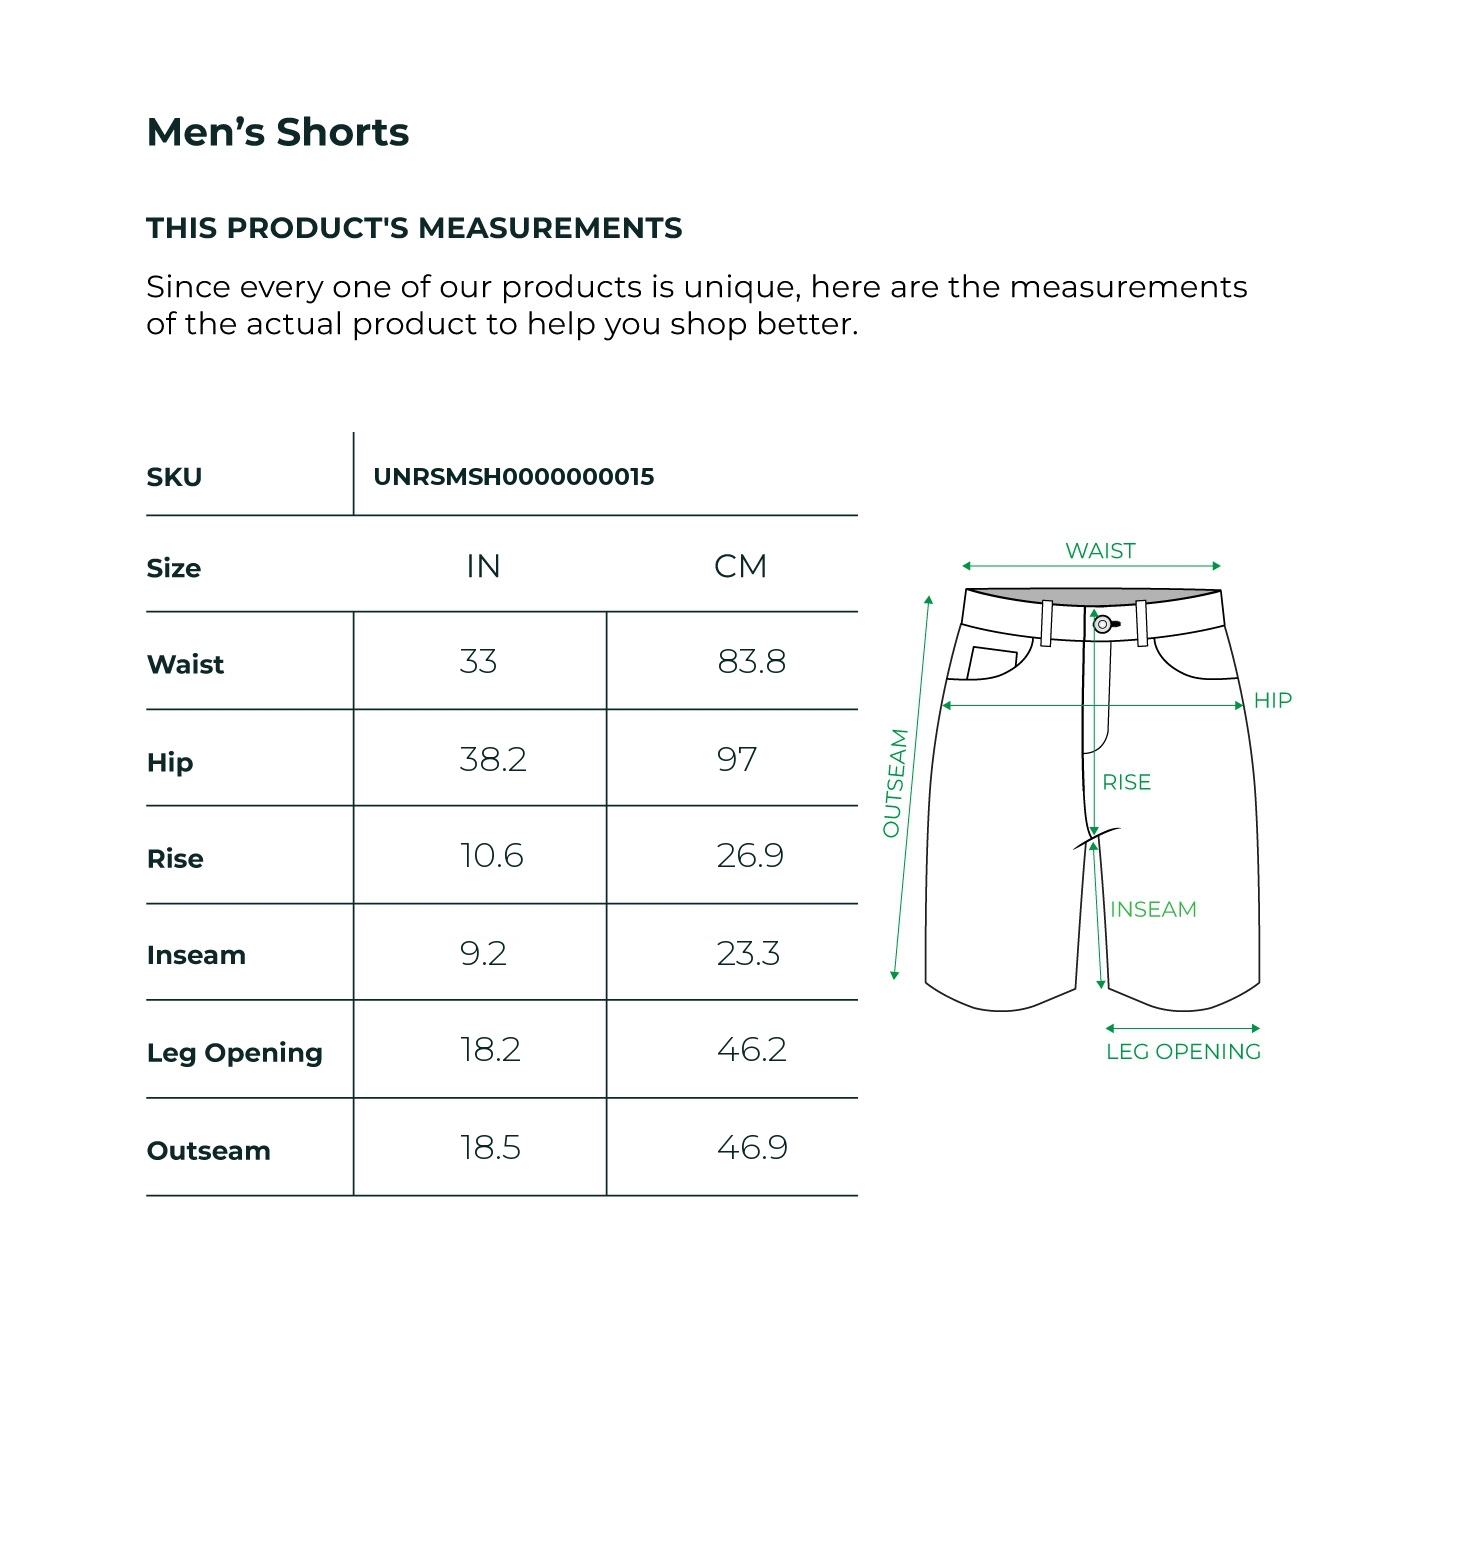 Men’s Shorts
THIS PRODUCT'S MEASUREMENTS
Since every one of our products is unique, here are the measurements
of the actual product to help you shop better.
SKU UNRSMSH0000000015
Size IN CM
Waist 33 83.8
Hip 38.2 97
Rise 10.6 26.9
Inseam 9.2 23.3
Leg Opening 18.2 46.2
Outseam 18.5 46.9
WAIST
HIP
OUTSEAM
RISE
INSEAM
LEG OPENING